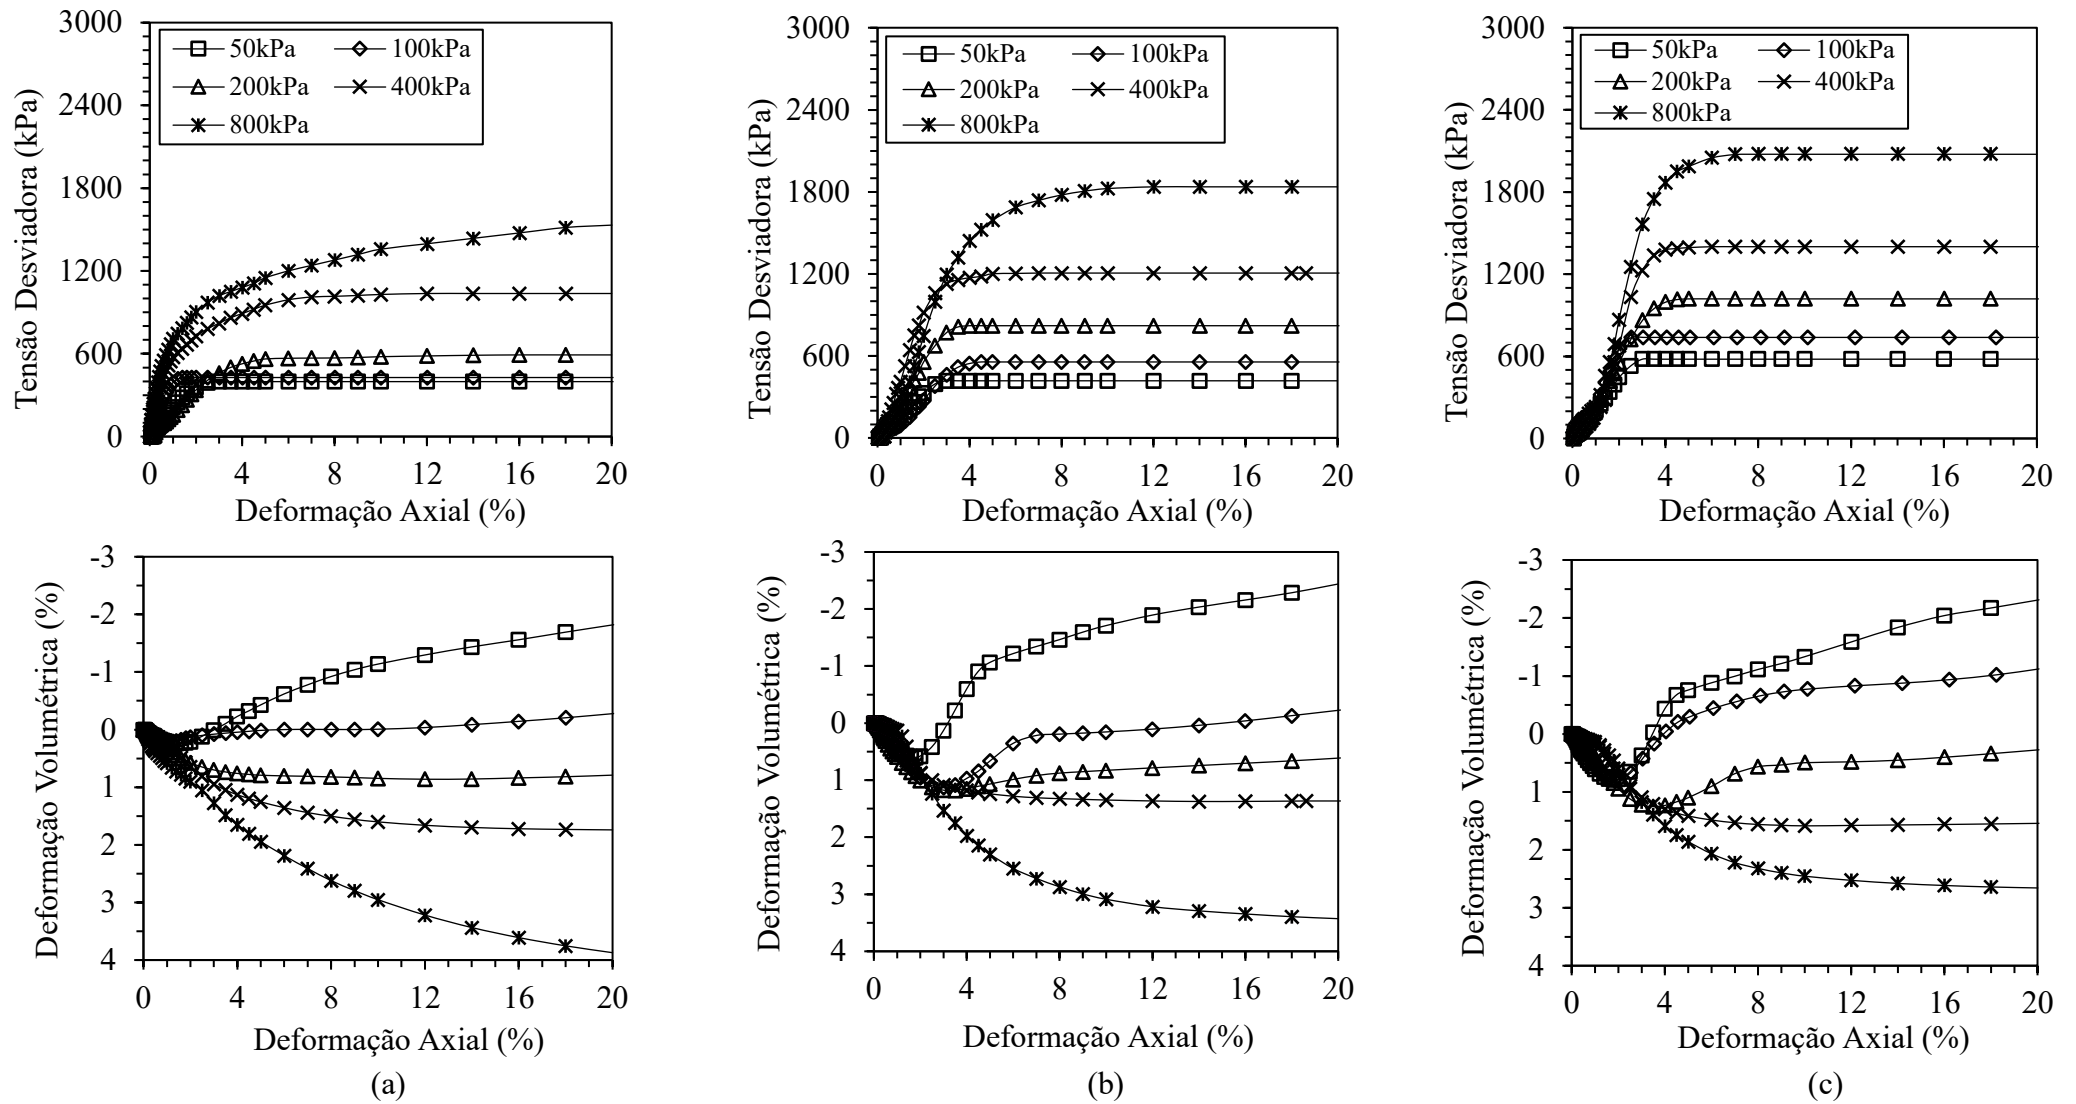 3000
2400
1800
1200
600
0
Tensão Desviadora (kPa)
50kPa 100kPa
200kPa 400kPa
800kPa
0 4 8 12 16 20
Deformação Axial (%)
3000
2400
1800
1200
600
0
Tensão Desviadora (kPa)
50kPa 100kPa
200kPa 400kPa
800kPa
0 4 8 12 16 20
Deformação Axial (%)
3000
2400
1800
1200
600
0
Tensão Desviadora (kPa)
50kPa 100kPa
200kPa 400kPa
800kPa
0 4 8 12 16 20
Deformação Axial (%)
-3
-2
-1
0
1
2
3
4
Deformação Volumétrica (%)
0 4 8 12 16 20
Deformação Axial (%)
(a)
-3
-2
-1
0
1
2
3
4
Deformação Volumétrica (%)
0 4 8 12 16 20
Deformação Axial (%)
(b)
-3
-2
-1
0
1
2
3
4
Deformação Volumétrica (%)
0 4 8 12 16 20
Deformação Axial (%)
(c)